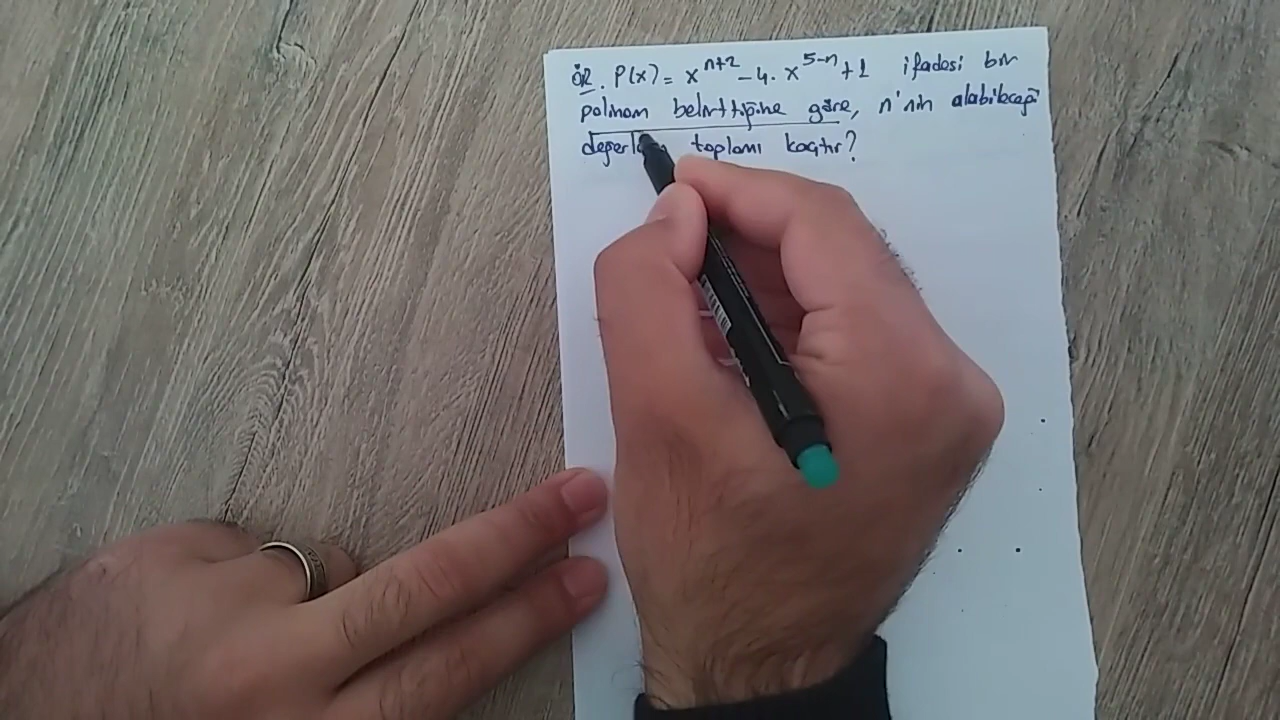 ÖR. P(x) = x^{n+2} - 4. x^{5-n} + 1 ifadesi bir
polinom belirttiğine göre, n'nin alabileceği
toplamı kaçtır?